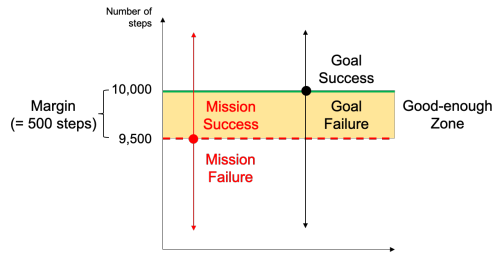 Number of
steps
Goal
Success
10,000
Margin
(= 500 steps)
Mission
Success
Goal
Failure
Good-enough
Zone
9,500
Mission
Failure